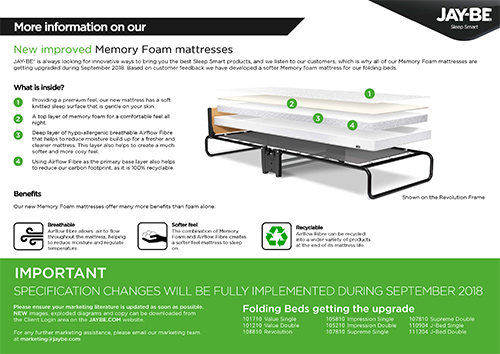 More information on our
JAY-BE
Sleep Smart
New improved Memory Foam mattresses
JAY-BE® is always looking for innovative ways to bring you the best Sleep Smart products, and we listen to our customers, which is why all of our Memory Foam mattresses are
getting upgraded during September 2018. Based on customer feedback we have developed a softer Memory foam mattress for our folding beds.
What is inside?
1 Providing a premium feel, our new mattress has a soft
knitted sleep surface that is gentle on your skin.
2 A top layer of memory foam for a comfortable feel all
night.
3 Deep layer of hypo-allergenic breathable Airflow Fibre
that helps to reduce moisture build up for a fresher and
cleaner mattress. This layer also helps to create a much
softer and more cosy feel.
4 Using Airflow Fibre as the primary base layer also helps
to reduce our carbon footprint, as it is 100% recyclable.
1
2
3
4
Shown on the Revolution Frame
Benefits
Our new Memory Foam mattresses offer many more benefits than foam alone.
Breathable
Airflow fibre allows air to flow
throughout the mattress, helping
to reduce moisture and regulate
temperature.
Softer feel
The combination of Memory
Foam and Airflow Fibre creates
a softer feel mattress to sleep
on.
Recyclable
Airflow Fibre can be recycled
into a under variety of products
at the end of its mattress life.
IMPORTANT
SPECIFICATION CHANGES WILL BE FULLY IMPLEMENTED DURING SEPTEMBER 2018
Please ensure your marketing literature is updated as soon as possible.
NEW images, exploded diagrams and copy can be downloaded from
the Client Login area on the JAYBE.COM website.
For any further marketing assistance, please email our marketing team
at marketing@jaybe.com
Folding Beds getting the upgrade
101710 Value Single
101210 Value Double
108810 Revolution
105810 Impression Single
105210 Impression Double
107810 Supreme Single
107810 Supreme Double
110904 J-Bed Single
111204 J-Bed Double